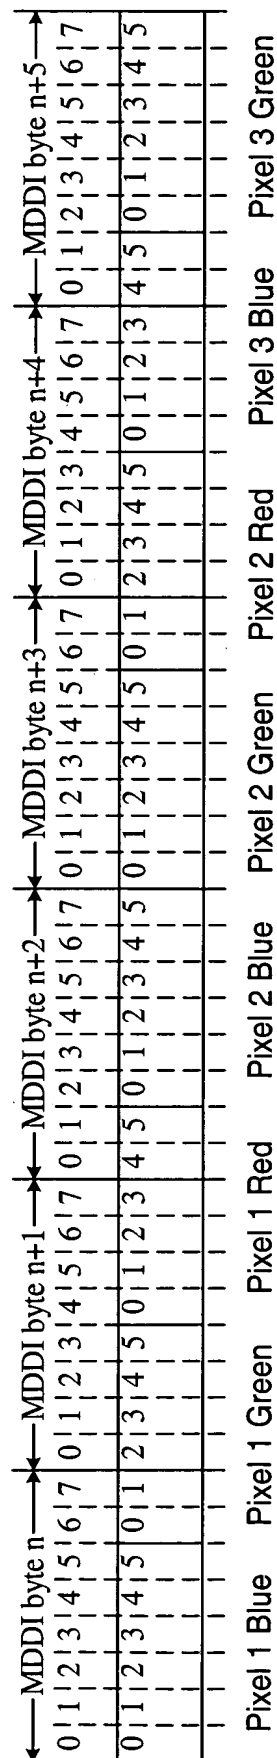 MDDI byte n MDDI byte n+1 MDDI byte n+2 MDDI byte n+3 MDDI byte n+4 MDDI byte n+5
0 1 2 3 4 5 6 7 0 1 2 3 4 5 6 7 0 1 2 3 4 5 6 7 0 1 2 3 4 5 6 7 0 1 2 3 4 5 6 7 0 1 2 3 4 5 6 7
0 1 2 3 4 5 0 1 2 3 4 5 0 1 2 3 4 5 0 1 2 3 4 5 0 1 2 3 4 5 0 1 2 3 4 5 0 1 2 3 4 5 0 1 2 3 4 5
Pixel 1 Blue Pixel 1 Green Pixel 1 Red Pixel 2 Blue Pixel 2 Green Pixel 2 Red Pixel 3 Blue Pixel 3 Green